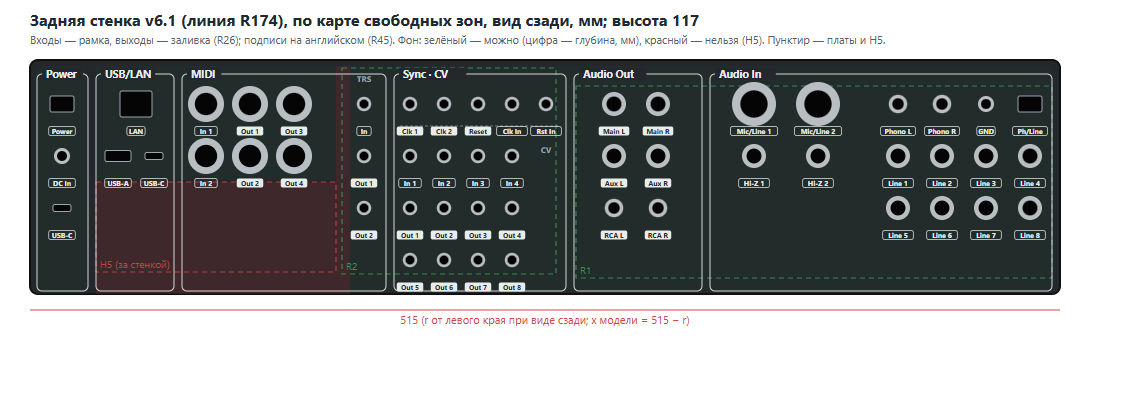 Задняя стенка v6.1 (линия R174), по карте свободных зон, вид сзади, мм; высота 117
Входы — рамка, выходы — заливка (R26); подписи на английском (R45). Фон: зелёный — можно (цифра — глубина, мм), красный — нельзя (H5). Пунктир — платы и H5.
Power USB/LAN MIDI Sync · CV Audio Out Audio In
TRS
Power LAN In 1 Out 1 Out 3 In Clk 1 Clk 2 Reset Clk In Rst In Main L Main R Mic/Line 1 Mic/Line 2 Phono L Phono R GND Ph/Line
CV
DC In USB-A USB-C In 2 Out 2 Out 4 Out 1 In 1 In 2 In 3 In 4 Aux L Aux R Hi-Z 1 Hi-Z 2 Line 1 Line 2 Line 3 Line 4
USB-C Out 2 Out 1 Out 2 Out 3 Out 4 RCA L RCA R Line 5 Line 6 Line 7 Line 8
H5 (за стенкой) R2 R1
Out 5 Out 6 Out 7 Out 8
515 (r от левого края при виде сзади; x модели = 515 − r)